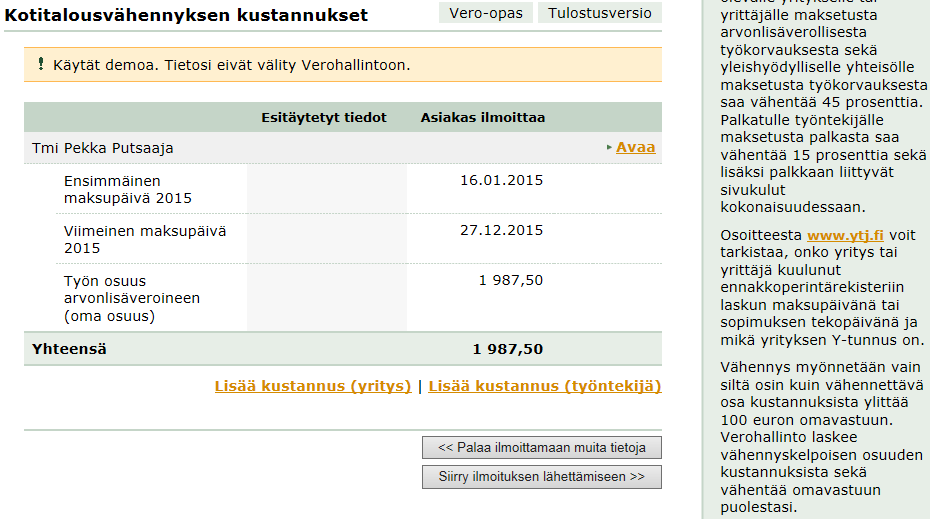 Kotitalousvähennyksen kustannukset
Vero-opas
Tulostusversio
! Käytät demoa. Tietosi eivät välity Verohallintoon.
Esitäytetyt tiedot
Asiakas ilmoittaa
Tmi Pekka Putsaaja
Avaa
Ensimmäinen
maksupäivä 2015
16.01.2015
Viimeinen maksupäivä
2015
27.12.2015
Työn osuus
arvonlisäveroineen
(oma osuus)
1 987,50
Yhteensä
1 987,50
Lisää kustannus (yritys) | Lisää kustannus (työntekijä)
<< Palaa ilmoittamaan muita tietoja
Siirry ilmoituksen lähettämiseen >>
yrittäjälle maksetusta
arvonlisäverollisesta
työkorvauksesta sekä
yleishyödylliselle yhteisölle
maksetusta työkorvauksesta
saa vähentää 45 prosenttia.
Palkatulle työntekijälle
maksetusta palkasta saa
vähentää 15 prosenttia sekä
lisäksi palkkaan liittyvät
sivukulut
kokonaisuudessaan.
Osoitteesta www.ytj.fi voit
tarkistaa, onko yritys tai
yrittäjä kuulunut
ennakkoperintärekisteriin
laskun maksupäivänä tai
sopimuksen tekopäivänä ja
mikä yrityksen Y-tunnus on.
Vähennys myönnetään vain
siltä osin kuin vähennettävä
osa kustannuksista ylittää
100 euron omavastuun.
Verohallinto laskee
vähennyskelpoisen osuuden
kustannuksista sekä
vähentää omavastuun
puolestasi.